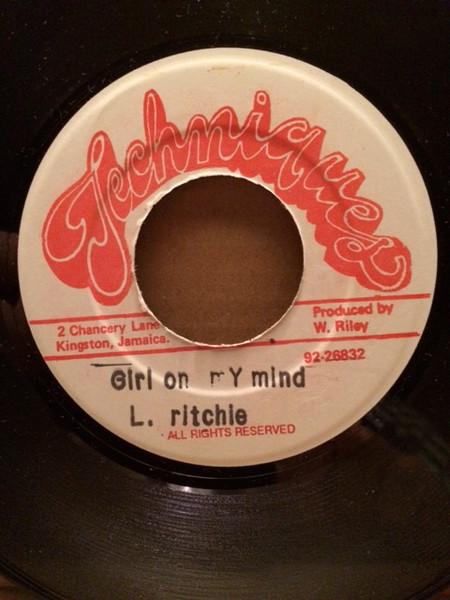 Techniques
2 Chancery Lane
Kingston, Jamaica.
Produced by
W. Riley
92-26832
Girl on my mind
L. ritchie
ALL RIGHTS RESERVED